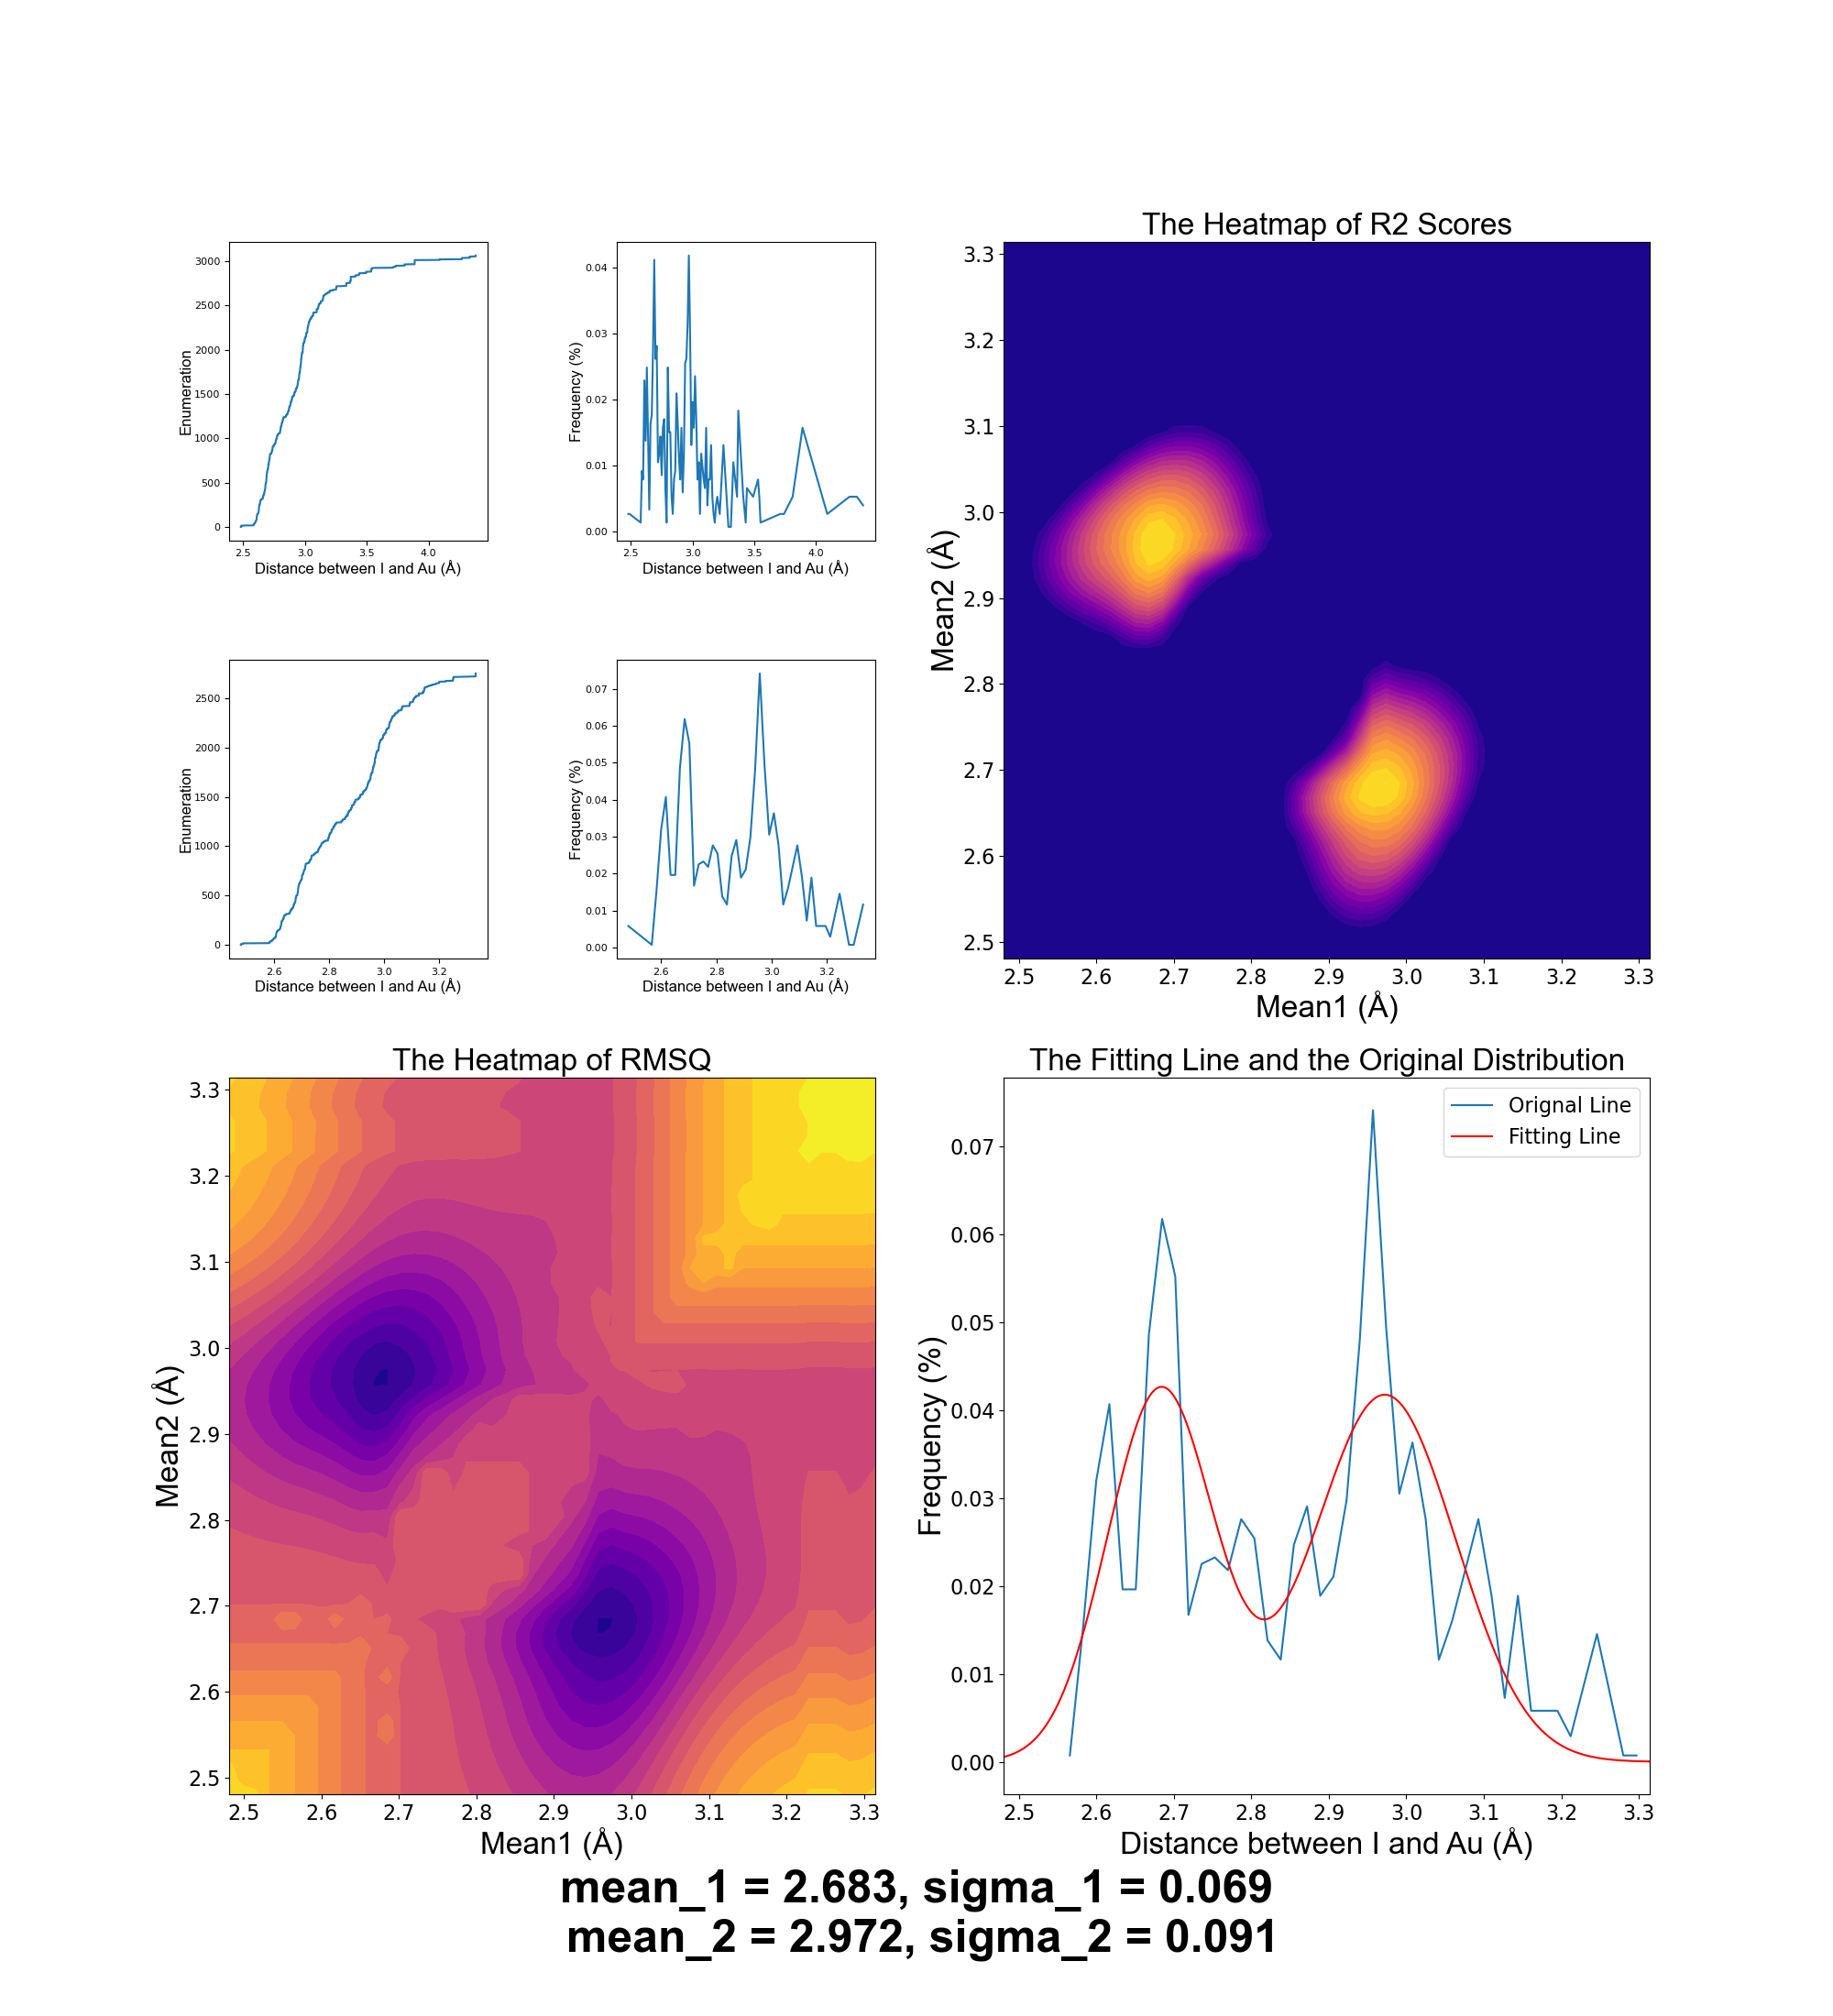 3000
2500
2000
1500
1000
500
0
Enumeration
2.5 3.0 3.5 4.0
Distance between I and Au (Å)
0.04
0.03
0.02
0.01
0.00
Frequency (%)
2.5 3.0 3.5 4.0
Distance between I and Au (Å)
2500
2000
1500
1000
500
0
Enumeration
2.6 2.8 3.0 3.2
Distance between I and Au (Å)
0.07
0.06
0.05
0.04
0.03
0.02
0.01
0.00
Frequency (%)
2.6 2.8 3.0 3.2
Distance between I and Au (Å)
The Heatmap of R2 Scores
3.3
3.2
3.1
3.0
2.9
2.8
2.7
2.6
2.5
Mean2 (Å)
2.5 2.6 2.7 2.8 2.9 3.0 3.1 3.2 3.3
Mean1 (Å)
The Heatmap of RMSQ
3.3
3.2
3.1
3.0
2.9
2.8
2.7
2.6
2.5
Mean2 (Å)
2.5 2.6 2.7 2.8 2.9 3.0 3.1 3.2 3.3
Mean1 (Å)
The Fitting Line and the Original Distribution
Orignal Line
Fitting Line
0.07
0.06
0.05
0.04
0.03
0.02
0.01
0.00
Frequency (%)
2.5 2.6 2.7 2.8 2.9 3.0 3.1 3.2 3.3
Distance between I and Au (Å)
mean_1 = 2.683, sigma_1 = 0.069
mean_2 = 2.972, sigma_2 = 0.091